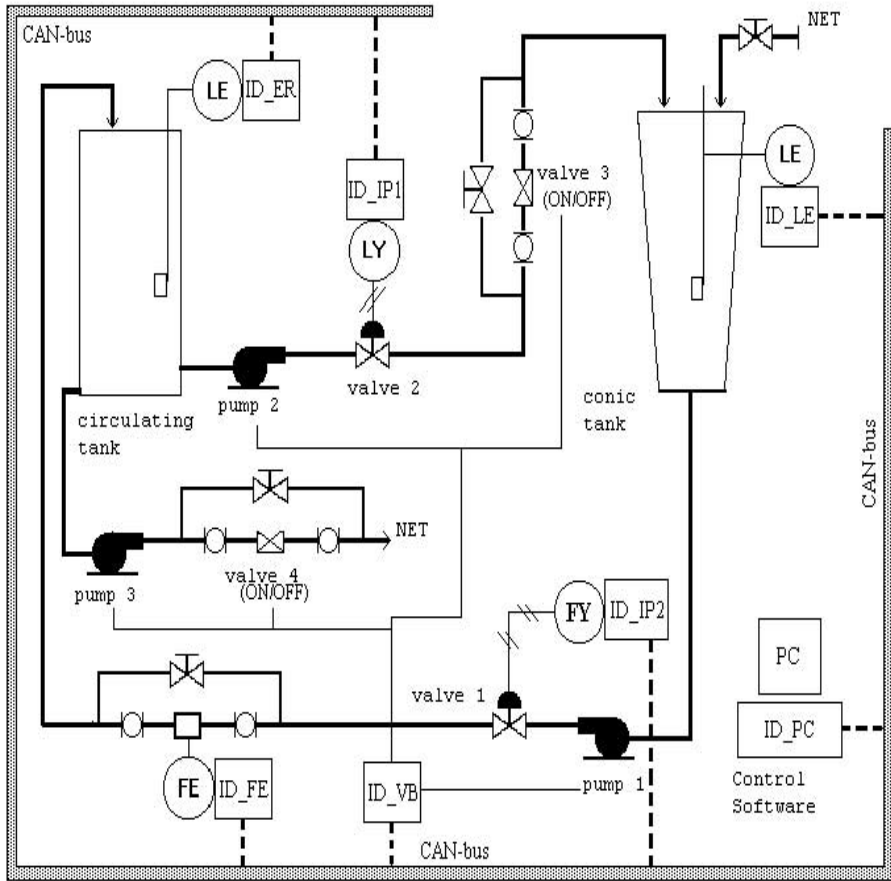 CAN-bus
NET
LE
ID_ER
ID_IP1
valve 3
(ON/OFF)
LE
ID_LE
LY
valve 2
pump 2
circulating
tank
conic
tank
CAN-bus
NET
valve 4
(ON/OFF)
pump 3
FY
ID_IP2
PC
valve 1
ID_PC
FE
ID_FE
ID_VB
pump 1
Control
Software
CAN-bus